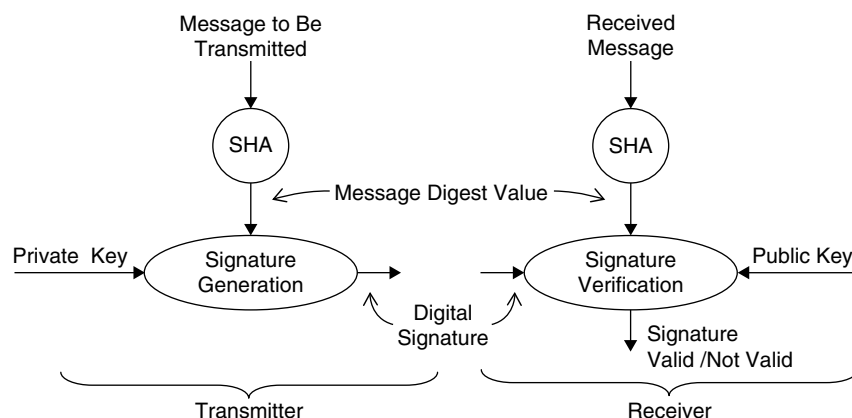 Message to Be
Transmitted
Received
Message
SHA
SHA
Message Digest Value
Private Key
Signature
Generation
Signature
Verification
Public Key
Digital
Signature
Signature
Valid /Not Valid
Transmitter
Receiver